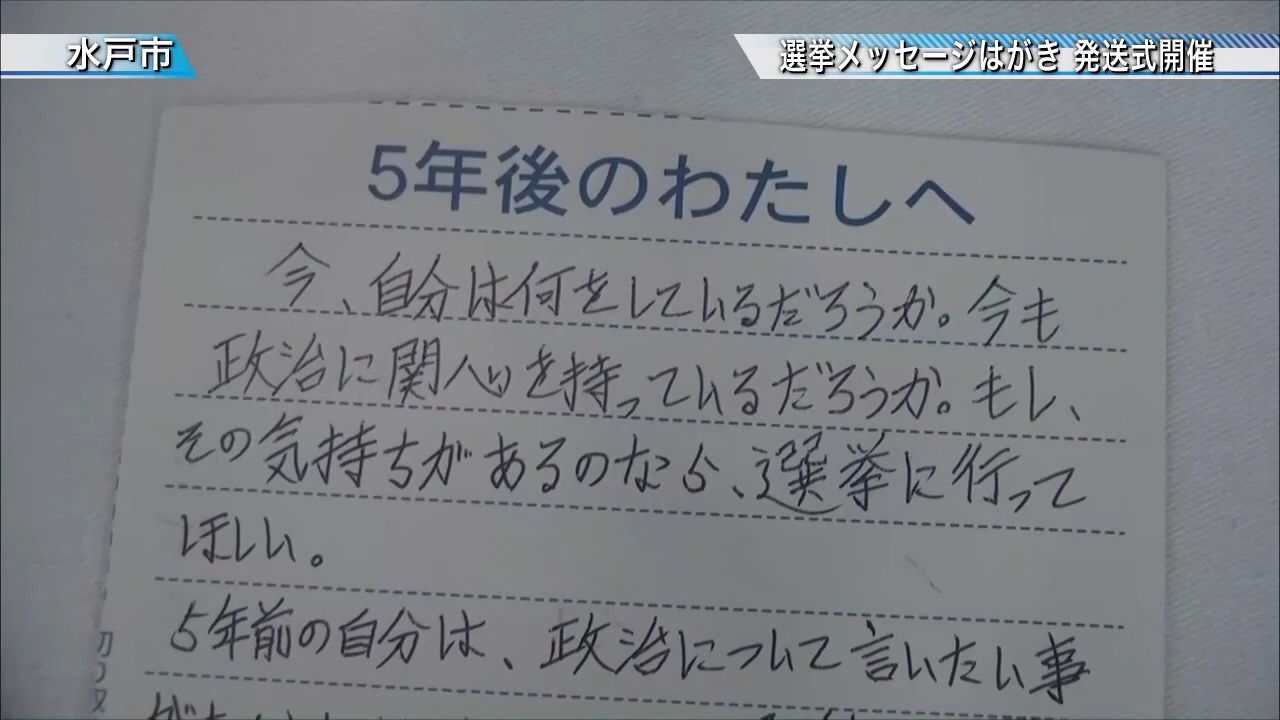 水戸市
選挙メッセージはがき 発送式開催
5年後のわたしへ
今、自分は何をしているだろうか。今も
政治に関心を持っているだろうか。もし、
その気持ちがあるのなら、選挙に行って
ほしい。
5年前の自分は、政治について言いたい事